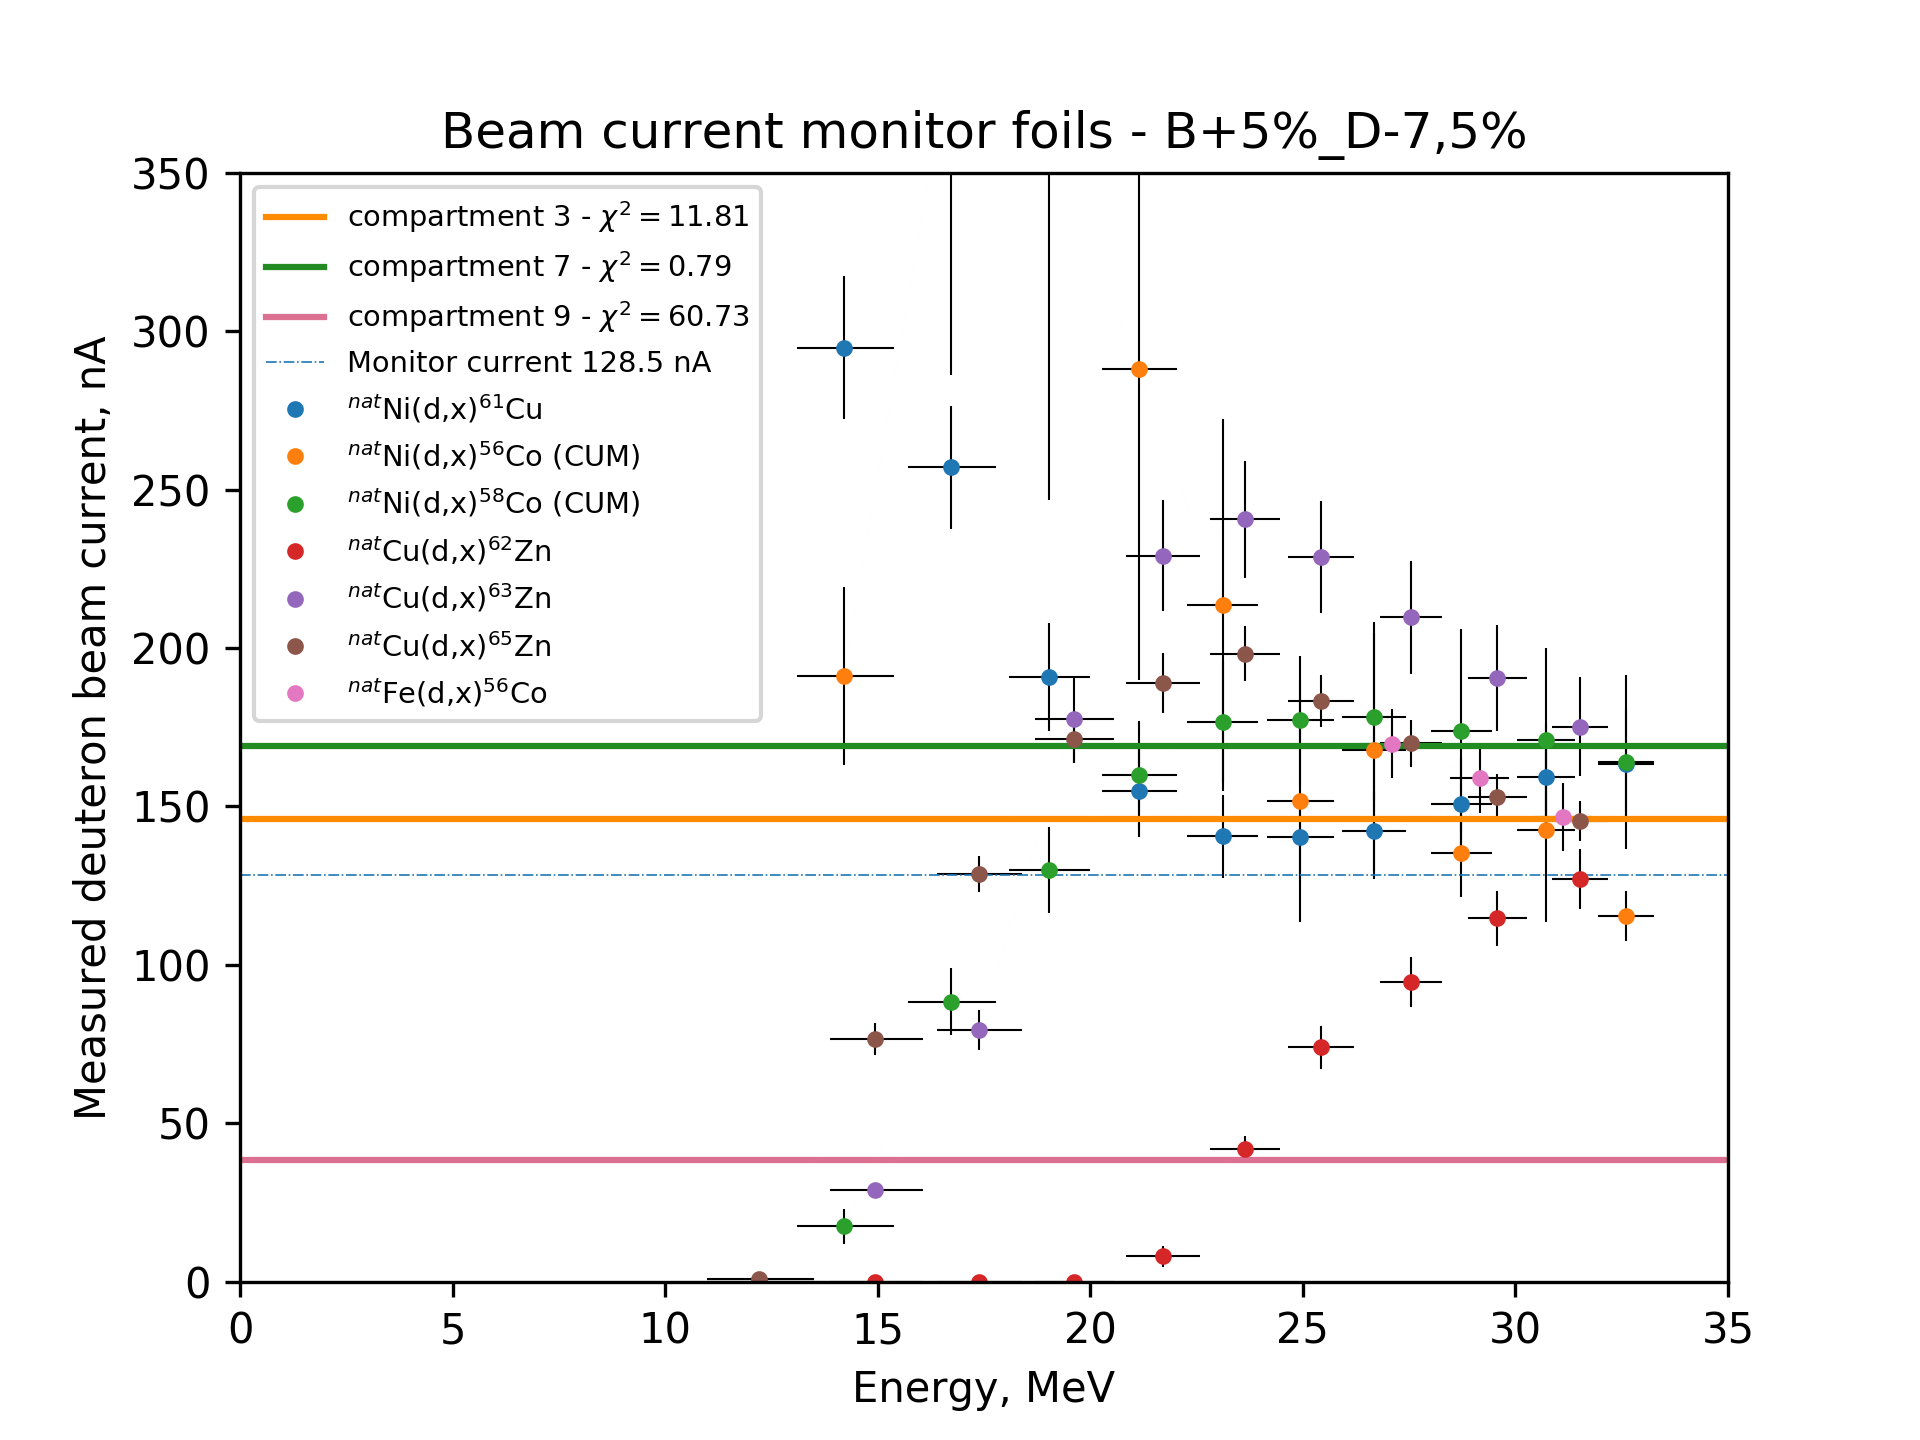 Beam current monitor foils - B+5%_D-7,5%
350
300
250
200
150
100
50
0
Measured deuteron beam current, nA
compartment 3 - χ² = 11.81
compartment 7 - χ² = 0.79
compartment 9 - χ² = 60.73
Monitor current 128.5 nA
ⁿᵃᵗNi(d,x)⁶¹Cu
ⁿᵃᵗNi(d,x)⁵⁶Co (CUM)
ⁿᵃᵗNi(d,x)⁵⁸Co (CUM)
ⁿᵃᵗCu(d,x)⁶²Zn
ⁿᵃᵗCu(d,x)⁶³Zn
ⁿᵃᵗCu(d,x)⁶⁵Zn
ⁿᵃᵗFe(d,x)⁵⁶Co
0 5 10 15 20 25 30 35
Energy, MeV